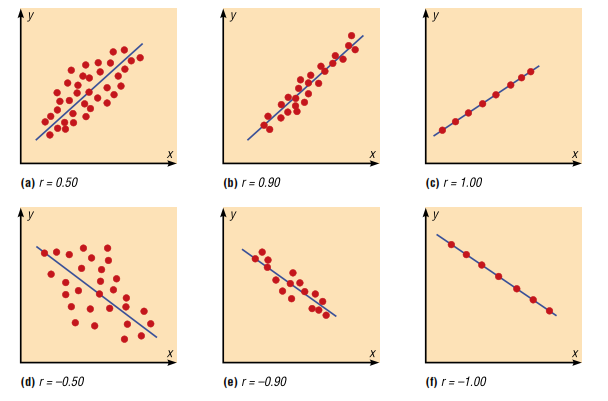 y
y
y
x
x
x
(a) r = 0.50
(b) r = 0.90
(c) r = 1.00
y
y
y
x
x
x
(d) r = –0.50
(e) r = –0.90
(f) r = –1.00